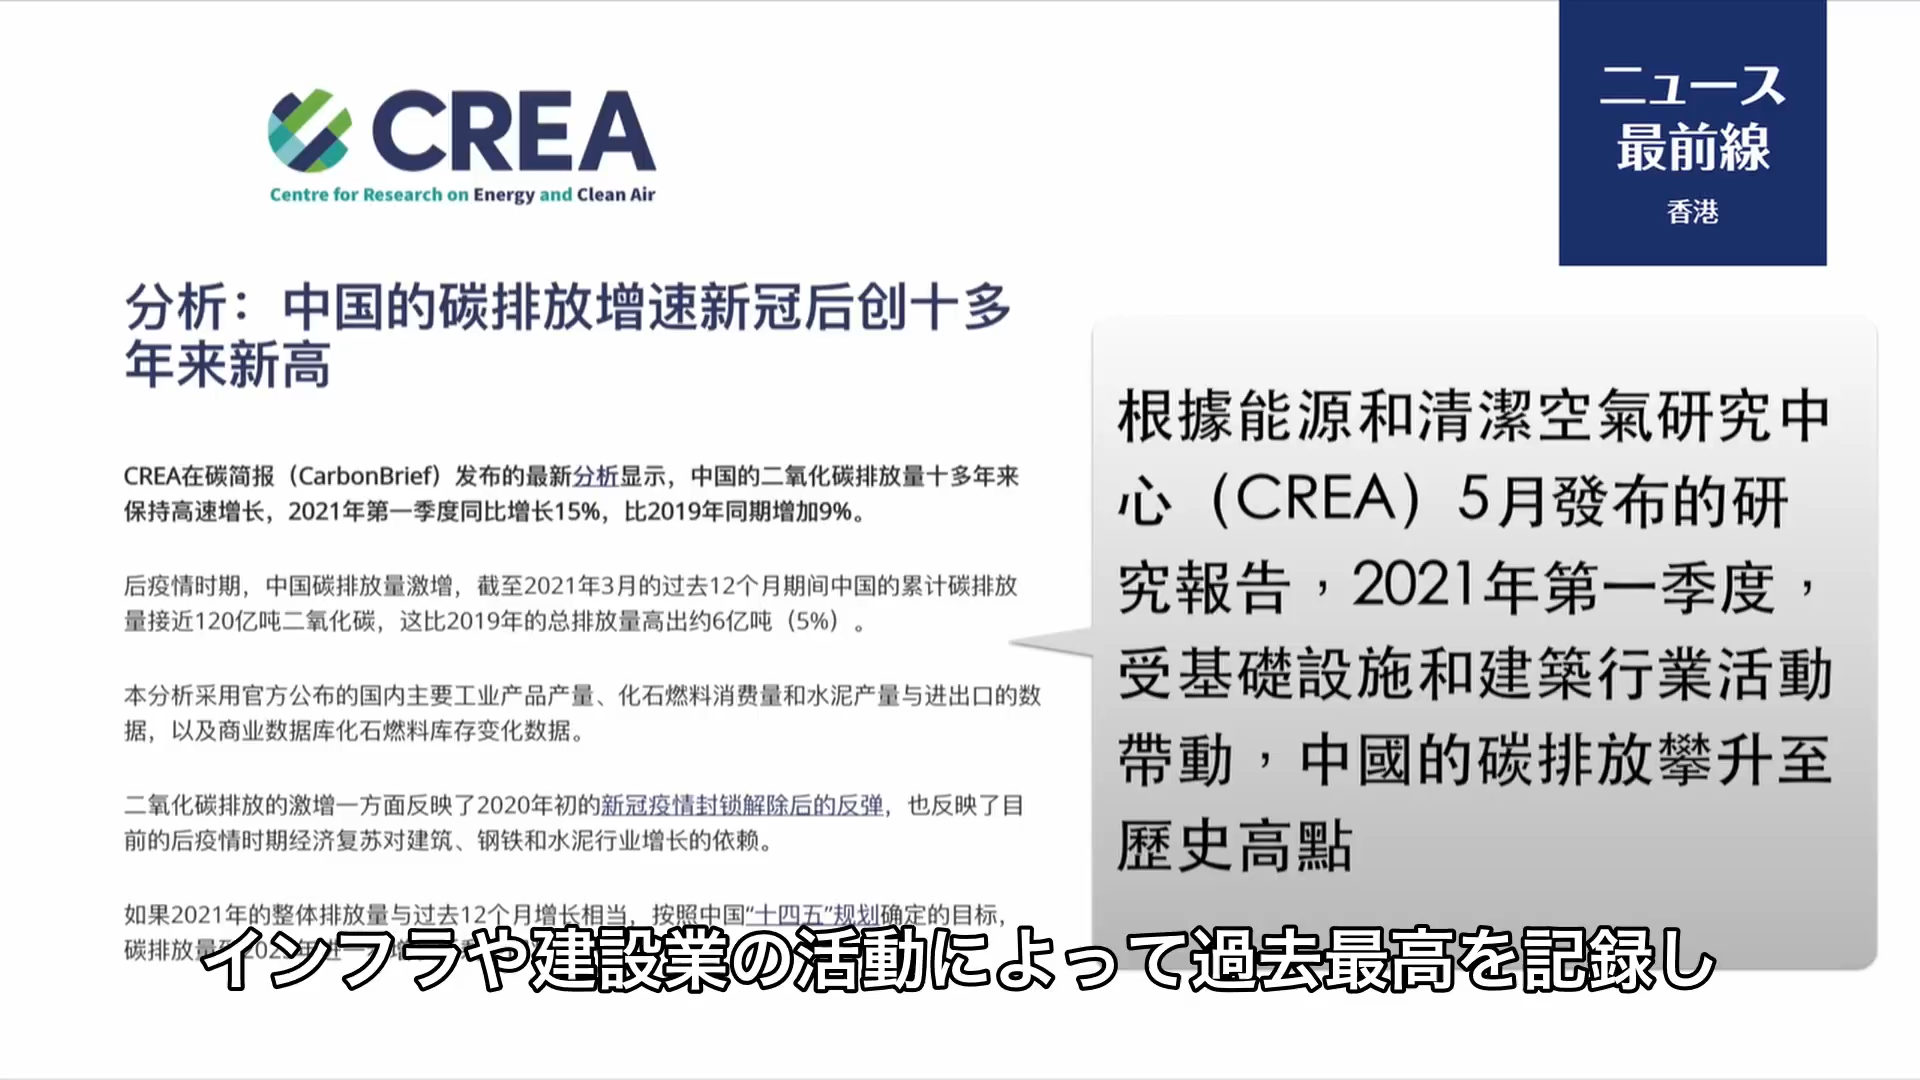 CREA
Centre for Research on Energy and Clean Air
ニュース
最前線
香港
分析：中国的碳排放增速新冠后创十多
年来新高
CREA在碳简报（CarbonBrief）发布的最新分析显示，中国的二氧化碳排放量十多年来
保持高速增长，2021年第一季度同比增长15%，比2019年同期增加9%。
后疫情时期，中国碳排放量激增，截至2021年3月的过去12个月期间中国的累计碳排放
量接近120亿吨二氧化碳，这比2019年的总排放量高出约6亿吨（5%）。
本分析采用官方公布的国内主要工业产品产量、化石燃料消费量和水泥产量与进出口的数
据，以及商业数据库化石燃料库存变化数据。
二氧化碳排放的激增一方面反映了2020年初的新冠疫情封锁解除后的反弹，也反映了目
前的后疫情时期经济复苏对建筑、钢铁和水泥行业增长的依赖。
如果2021年的整体排放量与过去12个月增长相当，按照中国“十四五”规划确定的目标，
碳排放量
根據能源和清潔空氣研究中
心（CREA）5月發布的研
究報告，2021年第一季度，
受基礎設施和建築行業活動
帶動，中國的碳排放攀升至
歷史高點
インフラや建設業の活動によって過去最高を記録し